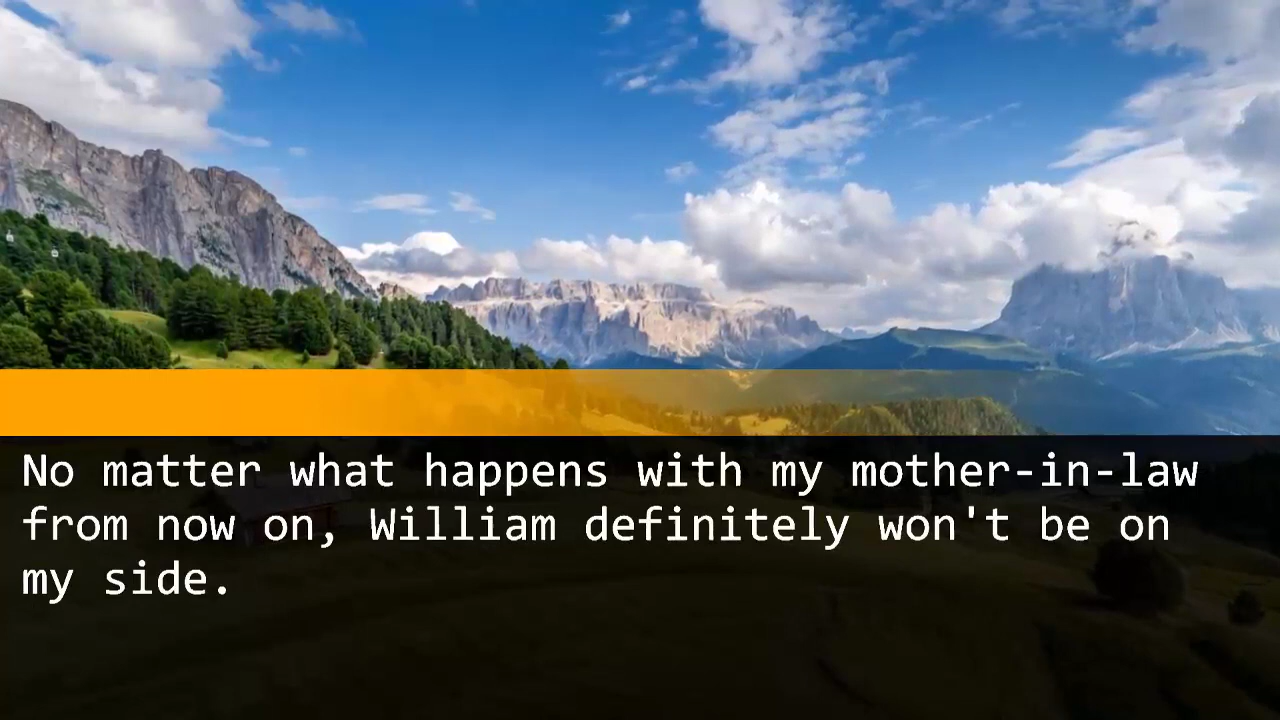 No matter what happens with my mother-in-law
from now on, William definitely won't be on
my side.